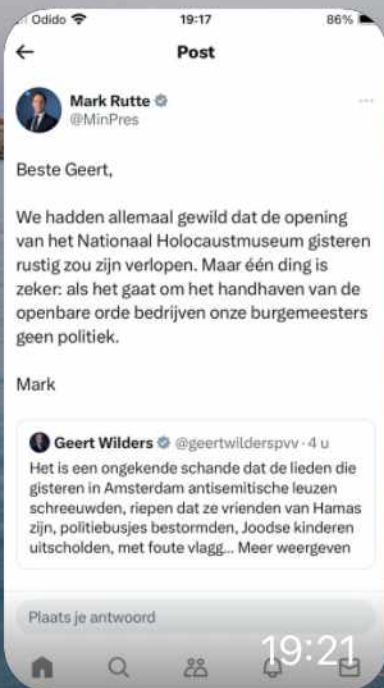 Odido 19:17 86%
Post
Mark Rutte
@MinPres
Beste Geert,
We hadden allemaal gewild dat de opening
van het Nationaal Holocaustmuseum gisteren
rustig zou zijn verlopen. Maar één ding is
zeker: als het gaat om het handhaven van de
openbare orde bedrijven onze burgemeesters
geen politiek.
Mark
Geert Wilders @geertwilderspvv · 4 u
Het is een ongekende schande dat de lieden die
gisteren in Amsterdam antisemitische leuzen
schreeuwden, riepen dat ze vrienden van Hamas
zijn, politiebusjes bestormden, Joodse kinderen
uitscholden, met foute vlagg... Meer weergeven
Plaats je antwoord
19:21